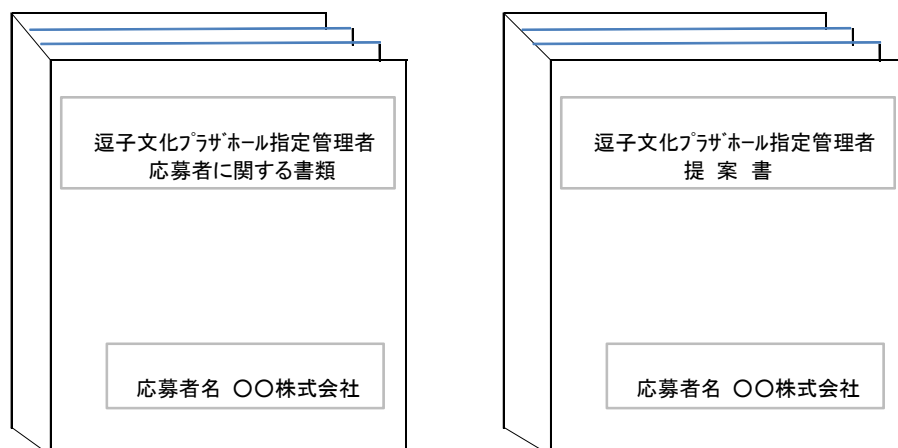 逗子文化ﾌﾟﾗｻﾞﾎｰﾙ指定管理者
応募者に関する書類
応募者名 〇〇株式会社
逗子文化ﾌﾟﾗｻﾞﾎｰﾙ指定管理者
提 案 書
応募者名 〇〇株式会社